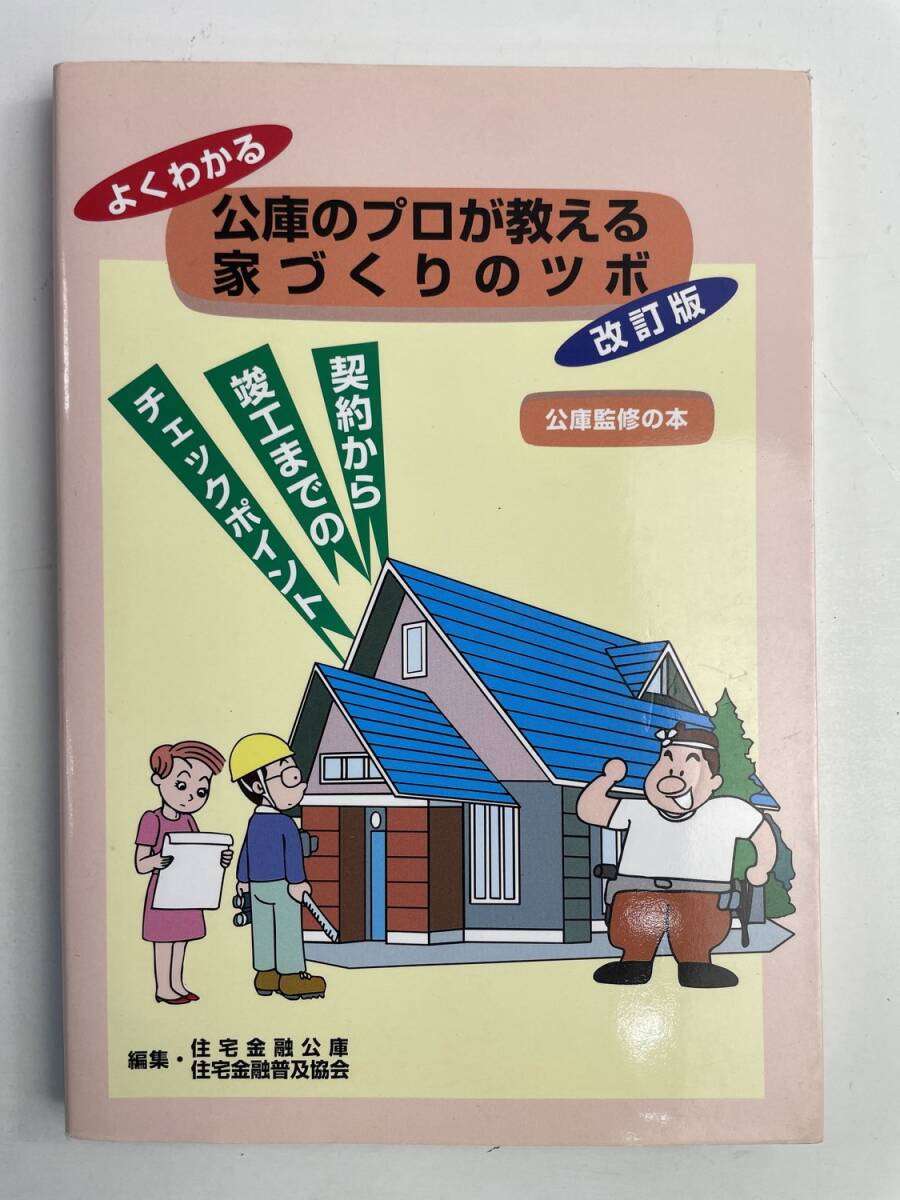 よくわかる
公庫のプロが教える
家づくりのツボ
改訂版
公庫監修の本
契約から
竣工までの
チェックポイント
編集・住宅金融公庫
住宅金融普及協会